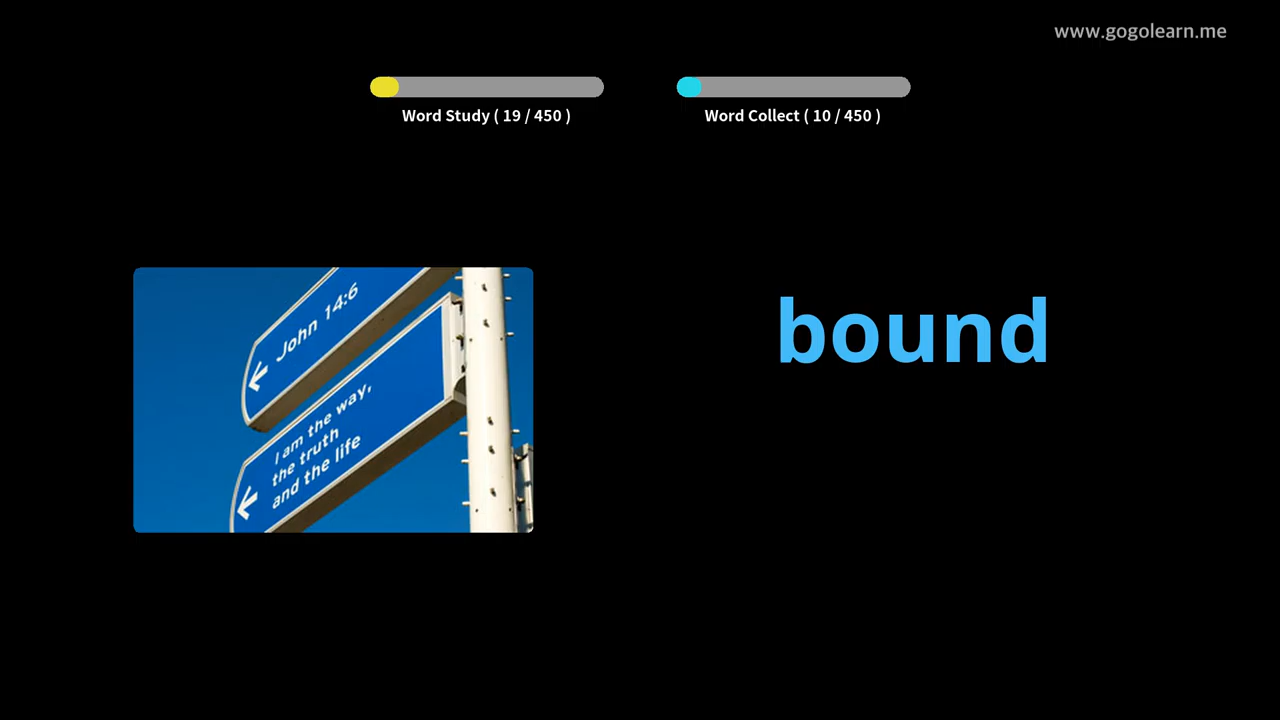 www.gogolearn.me
Word Study ( 19 / 450 )
Word Collect ( 10 / 450 )
John 14:6
I am the way,
the truth
and the life
bound